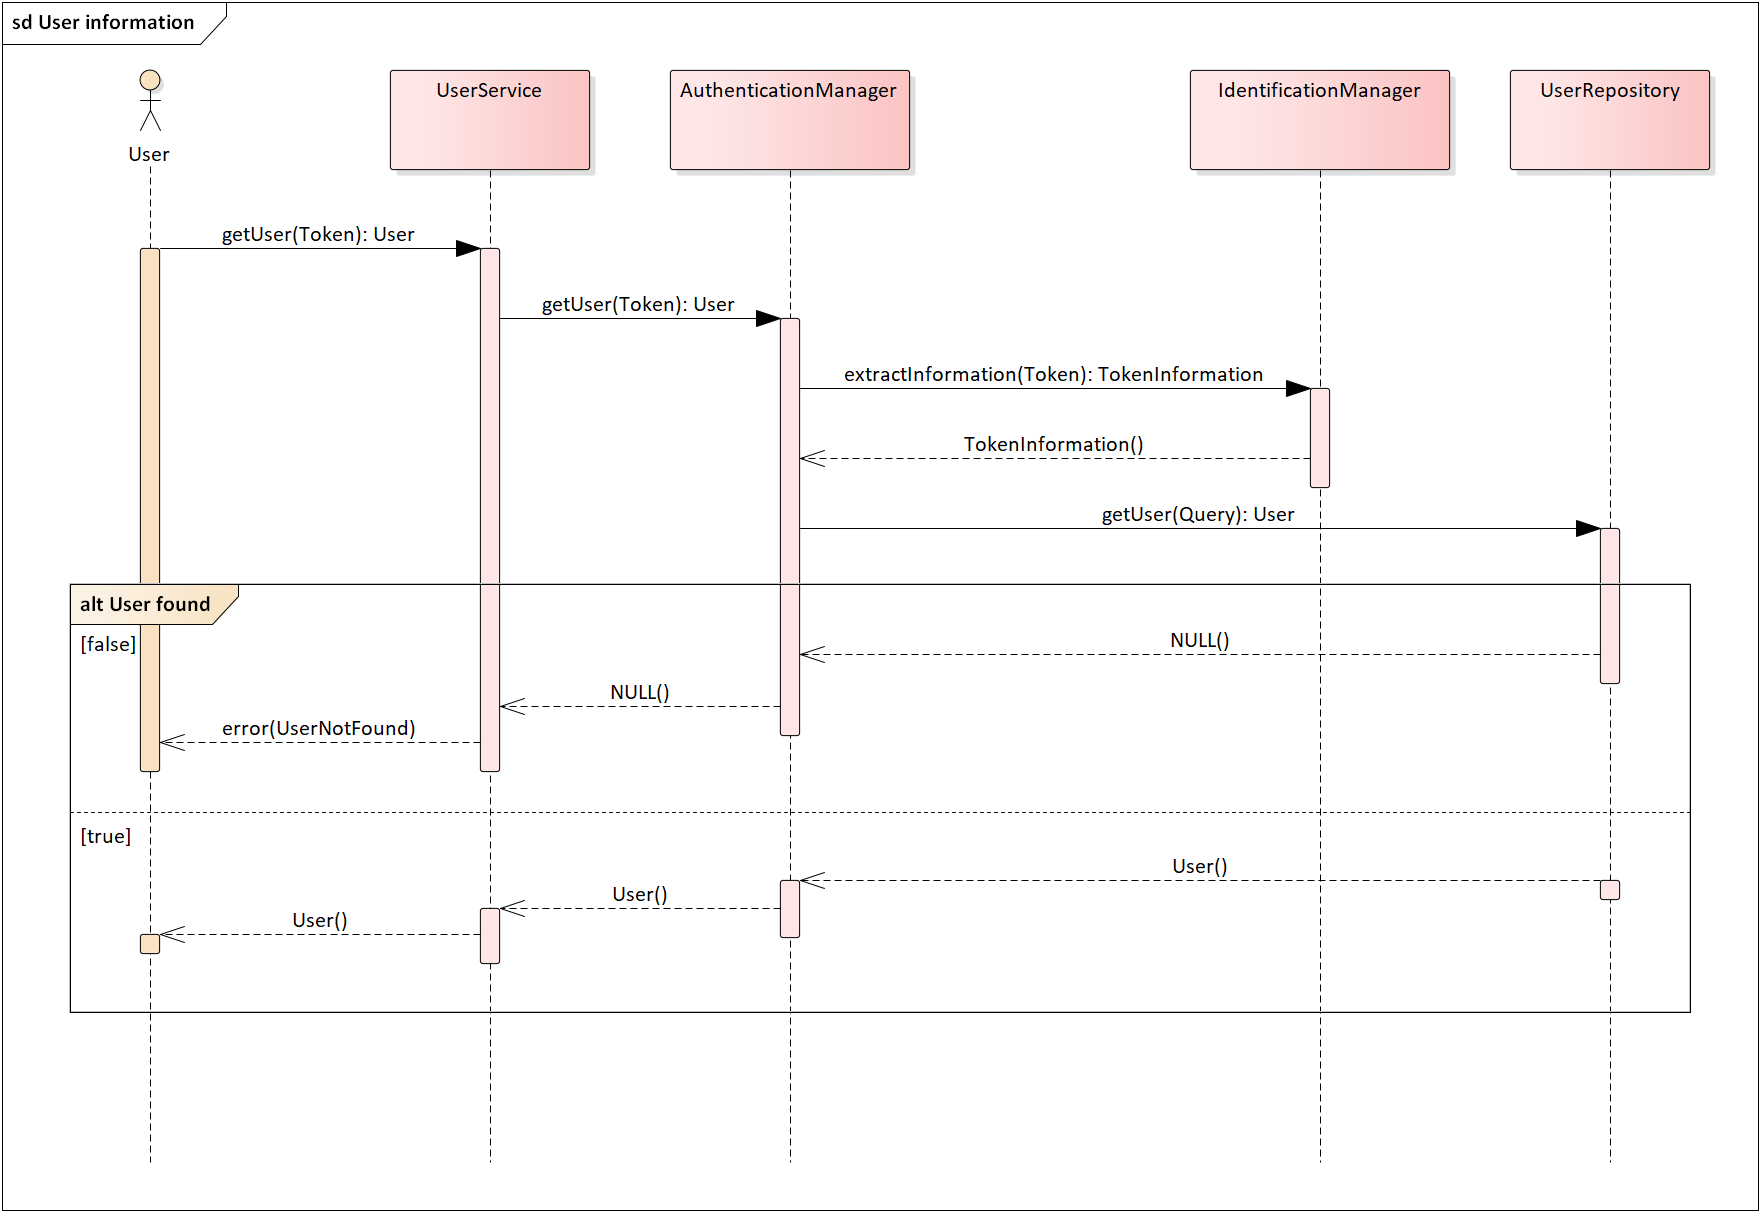 sd User information
User
UserService
AuthenticationManager
IdentificationManager
UserRepository
getUser(Token): User
getUser(Token): User
extractInformation(Token): TokenInformation
TokenInformation()
getUser(Query): User
alt User found
[false]
NULL()
NULL()
error(UserNotFound)
[true]
User()
User()
User()